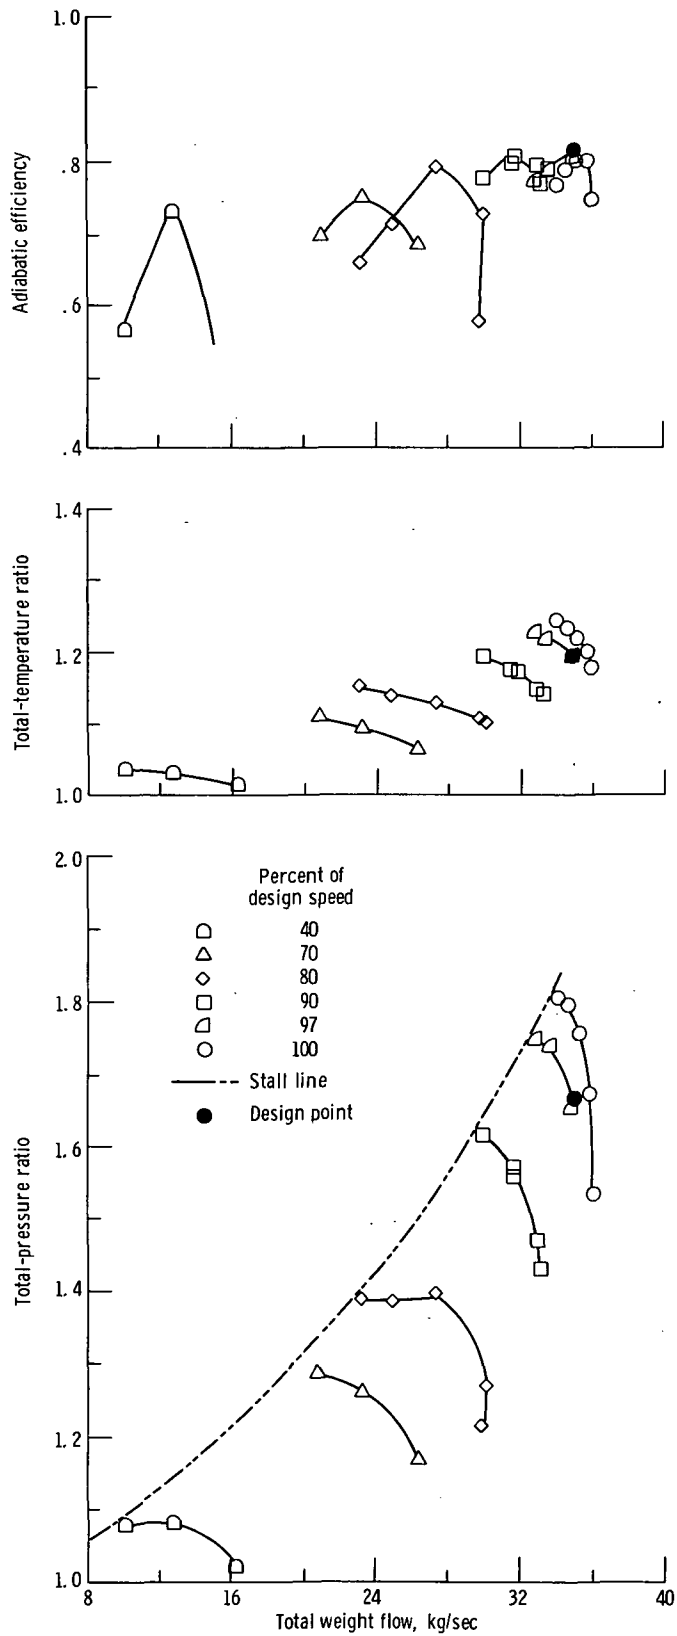 1.0
.8
.6
.4
Adiabatic efficiency
1.4
1.2
1.0
Total-temperature ratio
2.0
1.8
1.6
1.4
1.2
1.0
Total-pressure ratio
Percent of
design speed
40
70
80
90
97
100
Stall line
Design point
8 16 24 32 40
Total weight flow, kg/sec